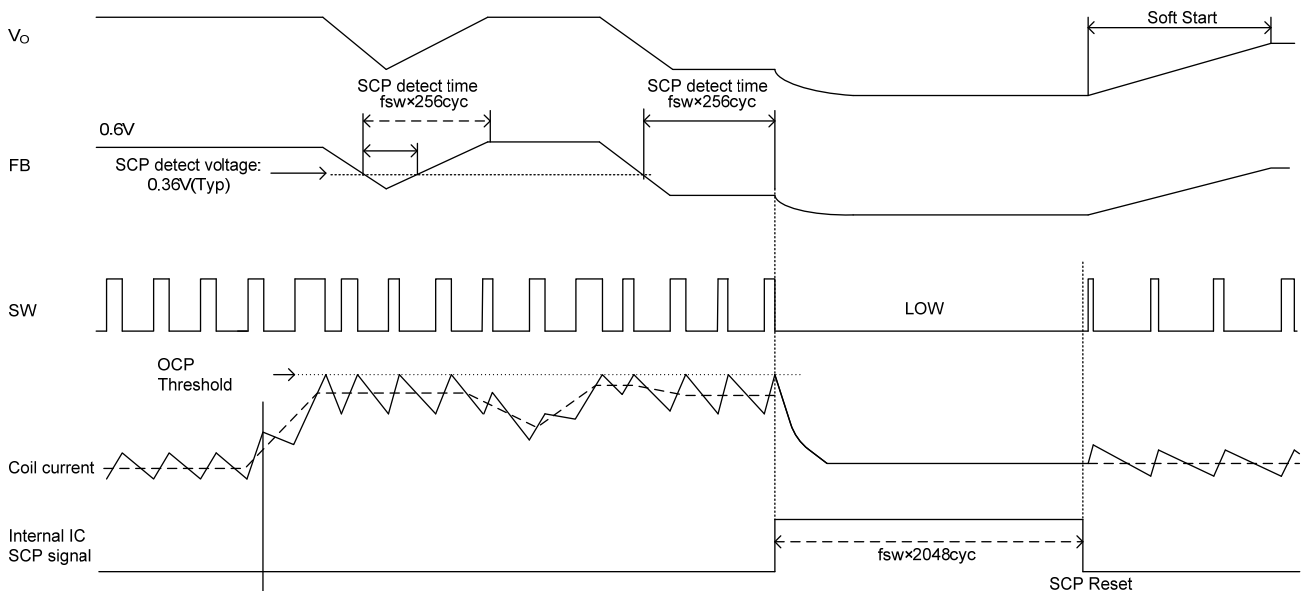 Soft Start
VO
SCP detect time
fsw×256cyc
SCP detect time
fsw×256cyc
0.6V
FB
SCP detect voltage:
0.36V(Typ)
SW
LOW
OCP
Threshold
Coil current
Internal IC
SCP signal
fsw×2048cyc
SCP Reset